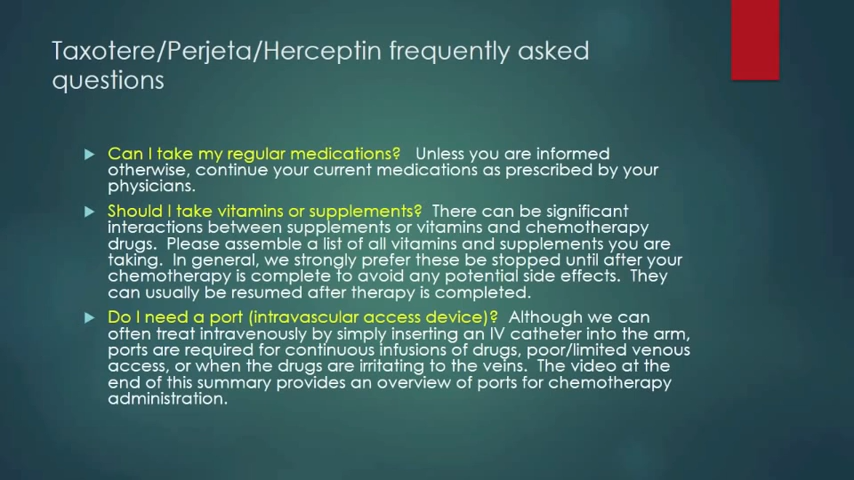 Taxotere/Perjeta/Herceptin frequently asked
questions
Can I take my regular medications? Unless you are informed
otherwise, continue your current medications as prescribed by your
physicians.
Should I take vitamins or supplements? There can be significant
interactions between supplements or vitamins and chemotherapy
drugs. Please assemble a list of all vitamins and supplements you are
taking. In general, we strongly prefer these be stopped until after your
chemotherapy is complete to avoid any potential side effects. They
can usually be resumed after therapy is completed.
Do I need a port (intravascular access device)? Although we can
often treat intravenously by simply inserting an IV catheter into the arm,
ports are required for continuous infusions of drugs, poor/limited venous
access, or when the drugs are irritating to the veins. The video at the
end of this summary provides an overview of ports for chemotherapy
administration.